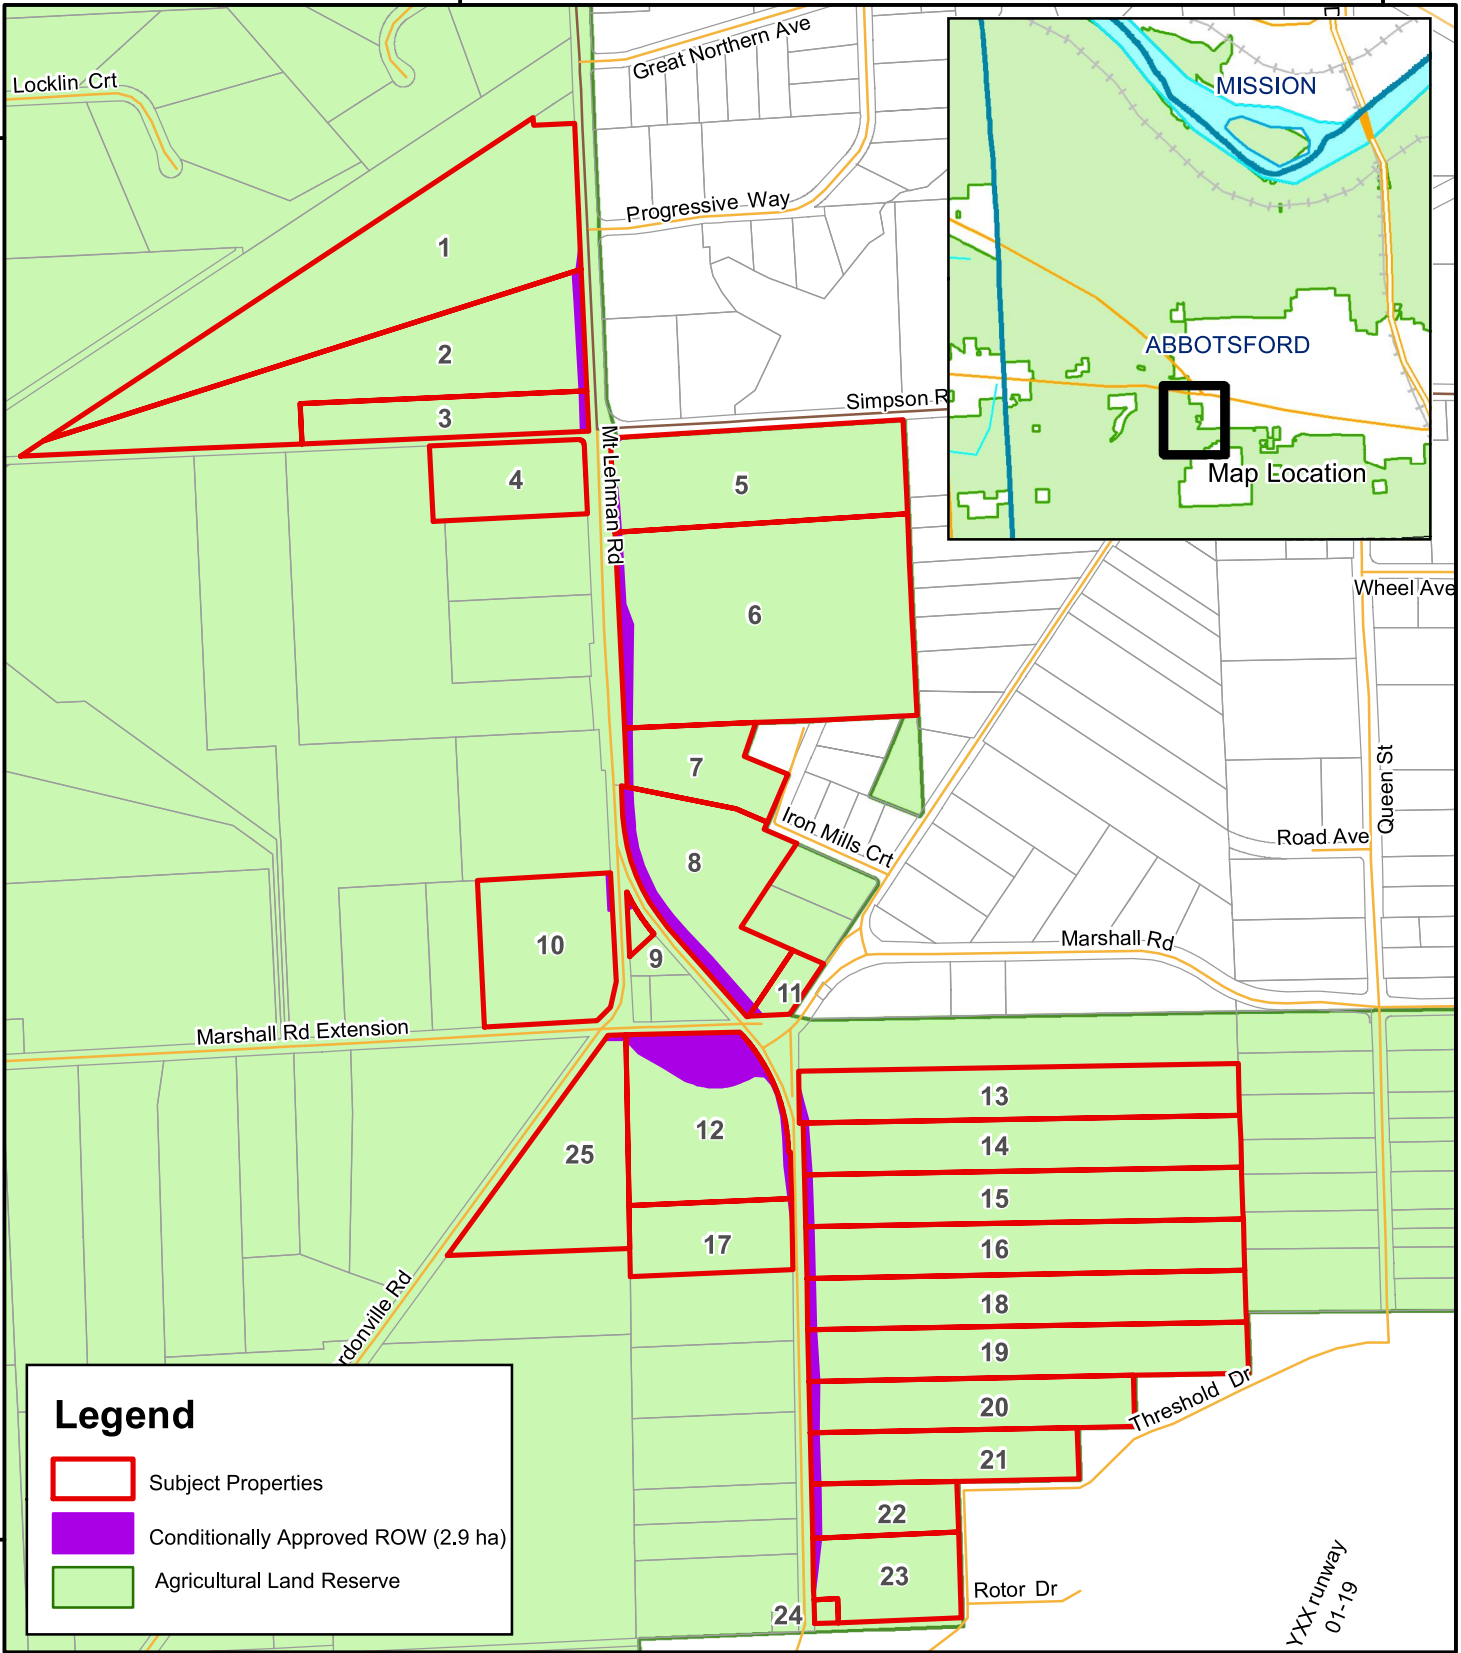 Great Northern Ave
Locklin Crt
MISSION
Progressive Way
1
ABBOTSFORD
2
Simpson R
3
Map Location
Mt Lehman Rd
4
5
Wheel Ave
6
7
Queen St
Iron Mills Crt
Road Ave
8
Marshall Rd
10
9
11
Marshall Rd Extension
13
12
14
25
15
17
16
18
rdonville Rd
19
Threshold Dr
20
21
22
23
24
Rotor Dr
YXX runway
01-19
Legend
Subject Properties
Conditionally Approved ROW (2.9 ha)
Agricultural Land Reserve